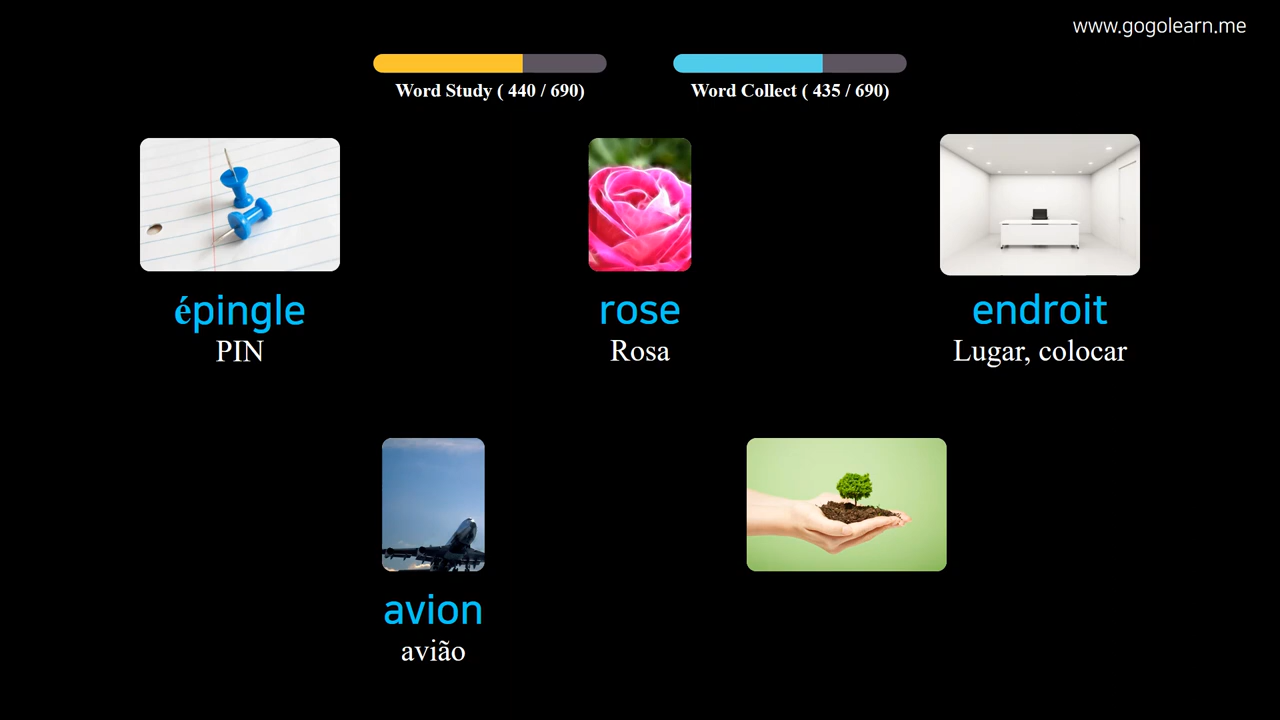 www.gogolearn.me
Word Study ( 440 / 690)
Word Collect ( 435 / 690)
épingle
PIN
rose
Rosa
endroit
Lugar, colocar
avion
avião